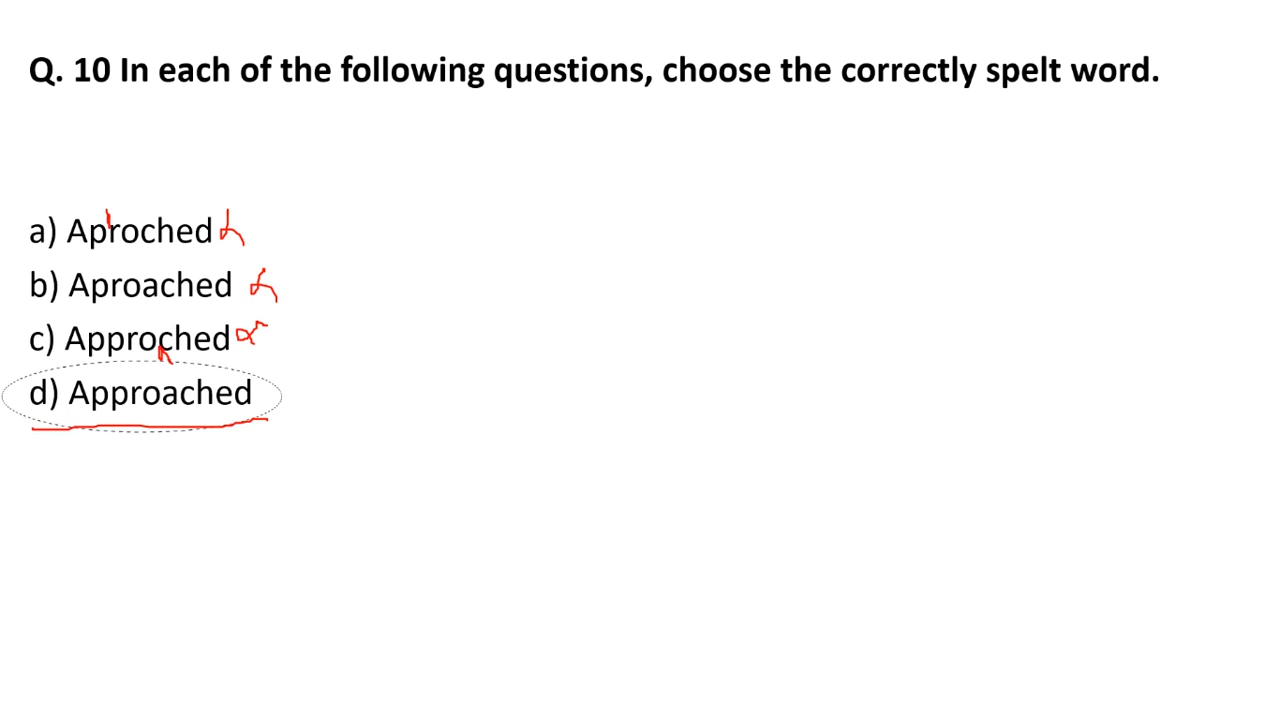 Q. 10 In each of the following questions, choose the correctly spelt word.
a) Aproched
b) Aproached
c) Approched
d) Approached